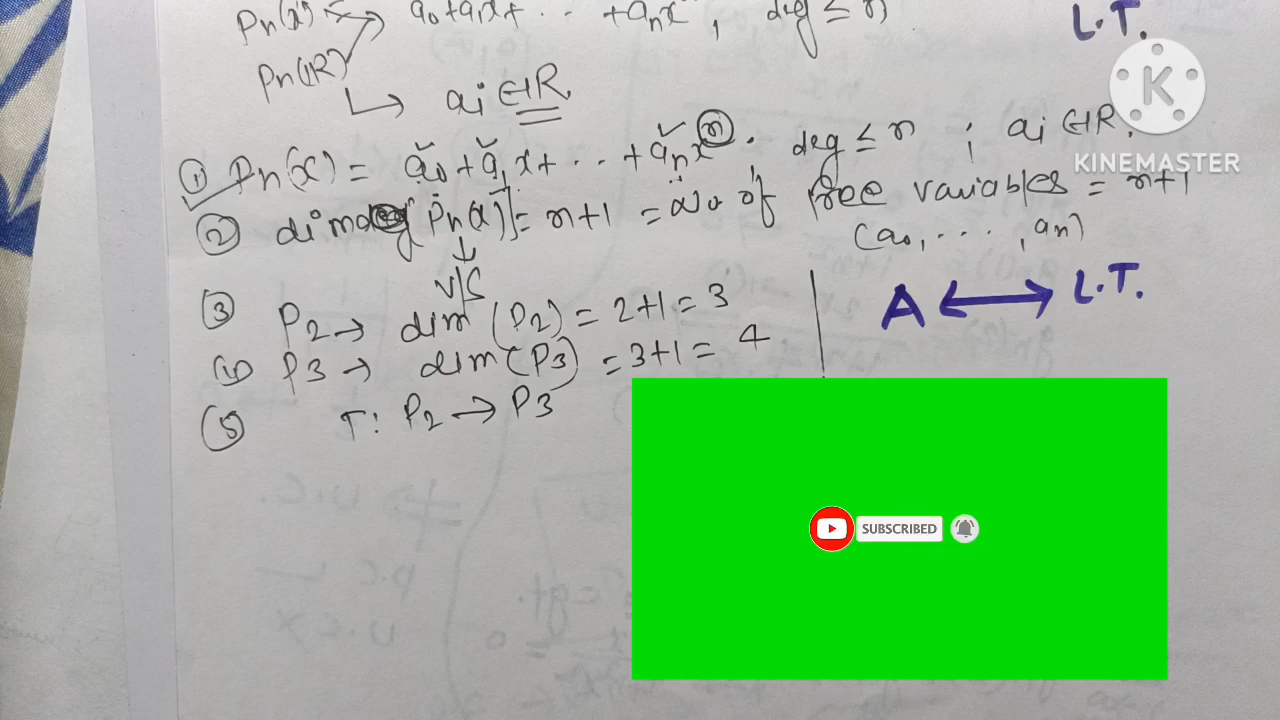 Pn(x) → a0+a1x+ ... +anx^n, deg ≤ n L.T.
Pn(IR)
↳ ai ∈ IR
① Pn(x) = a0 + a1x + ... + anx^n. deg ≤ n ; ai ∈ IR.
KINEMASTER
② dim [Pn(x)] = n+1 = No of free variables = n+1
(a0, ..., an)
V/S
A ↔ L.T.
③ P2 → dim (P2) = 2+1 = 3
④ P3 → dim (P3) = 3+1 = 4
⑤ T: P2 → P3
SUBSCRIBED